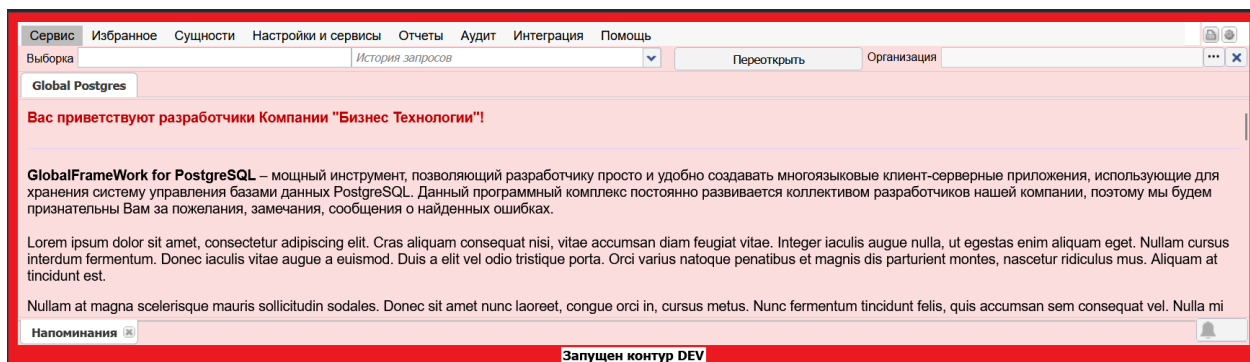 Сервис Избранное Сущности Настройки и сервисы Отчеты Аудит Интеграция Помощь
Выборка История запросов Переоткрыть Организация ...
Global Postgres
Вас приветствуют разработчики Компании "Бизнес Технологии"!
GlobalFrameWork for PostgreSQL – мощный инструмент, позволяющий разработчику просто и удобно создавать многоязыковые клиент-серверные приложения, использующие для
хранения систему управления базами данных PostgreSQL. Данный программный комплекс постоянно развивается коллективом разработчиков нашей компании, поэтому мы будем
признательны Вам за пожелания, замечания, сообщения о найденных ошибках.
Lorem ipsum dolor sit amet, consectetur adipiscing elit. Cras aliquam consequat nisi, vitae accumsan diam feugiat vitae. Integer iaculis augue nulla, ut egestas enim aliquam eget. Nullam cursus
interdum fermentum. Donec iaculis vitae augue a euismod. Duis a elit vel odio tristique porta. Orci varius natoque penatibus et magnis dis parturient montes, nascetur ridiculus mus. Aliquam at
tincidunt est.
Nullam at magna scelerisque mauris sollicitudin sodales. Donec sit amet nunc laoreet, congue orci in, cursus metus. Nunc fermentum tincidunt felis, quis accumsan sem consequat vel. Nulla mi
Напоминания
Запущен контур DEV